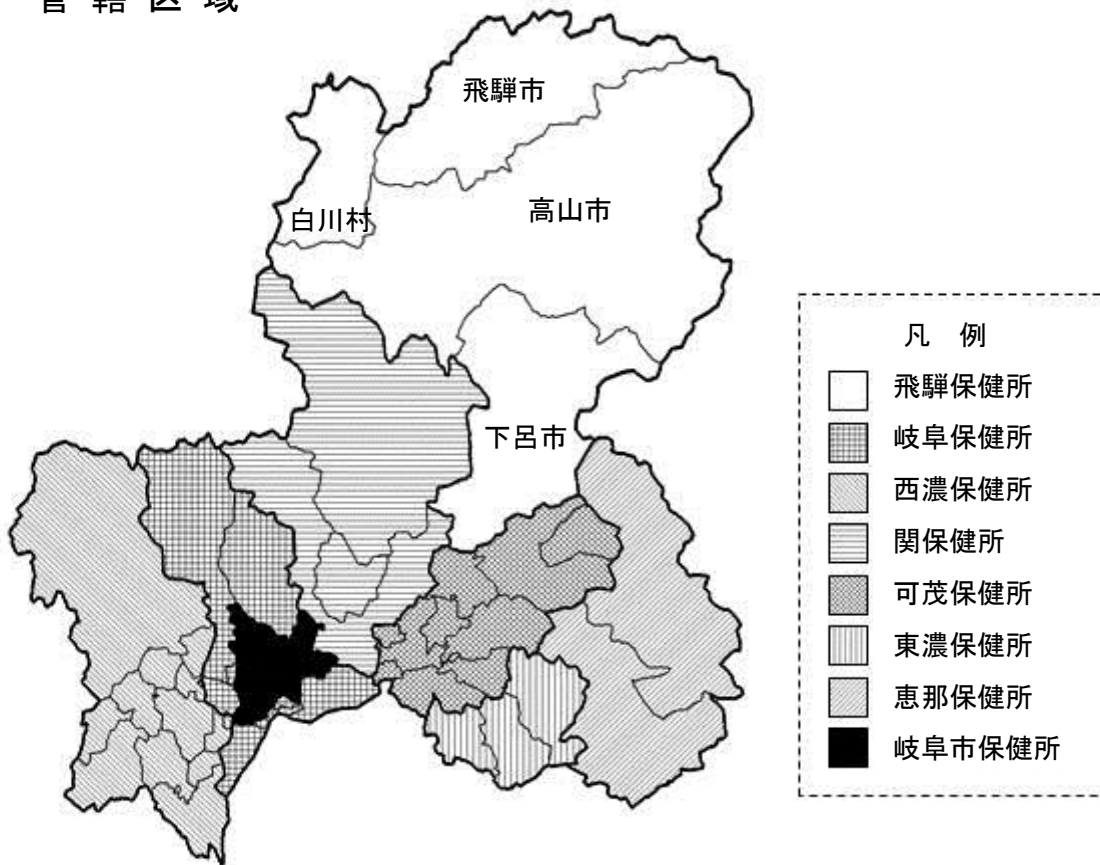 管轄区域
飛騨市
白川村
高山市
下呂市
凡例
飛騨保健所
岐阜保健所
西濃保健所
関保健所
可茂保健所
東濃保健所
恵那保健所
岐阜市保健所